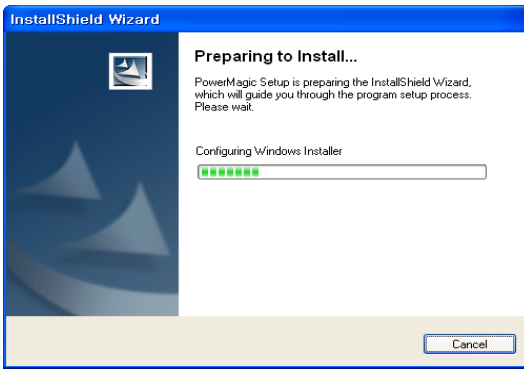 InstallShield Wizard
Preparing to Install...
PowerMagic Setup is preparing the InstallShield Wizard,
which will guide you through the program setup process.
Please wait.
Configuring Windows Installer
Cancel